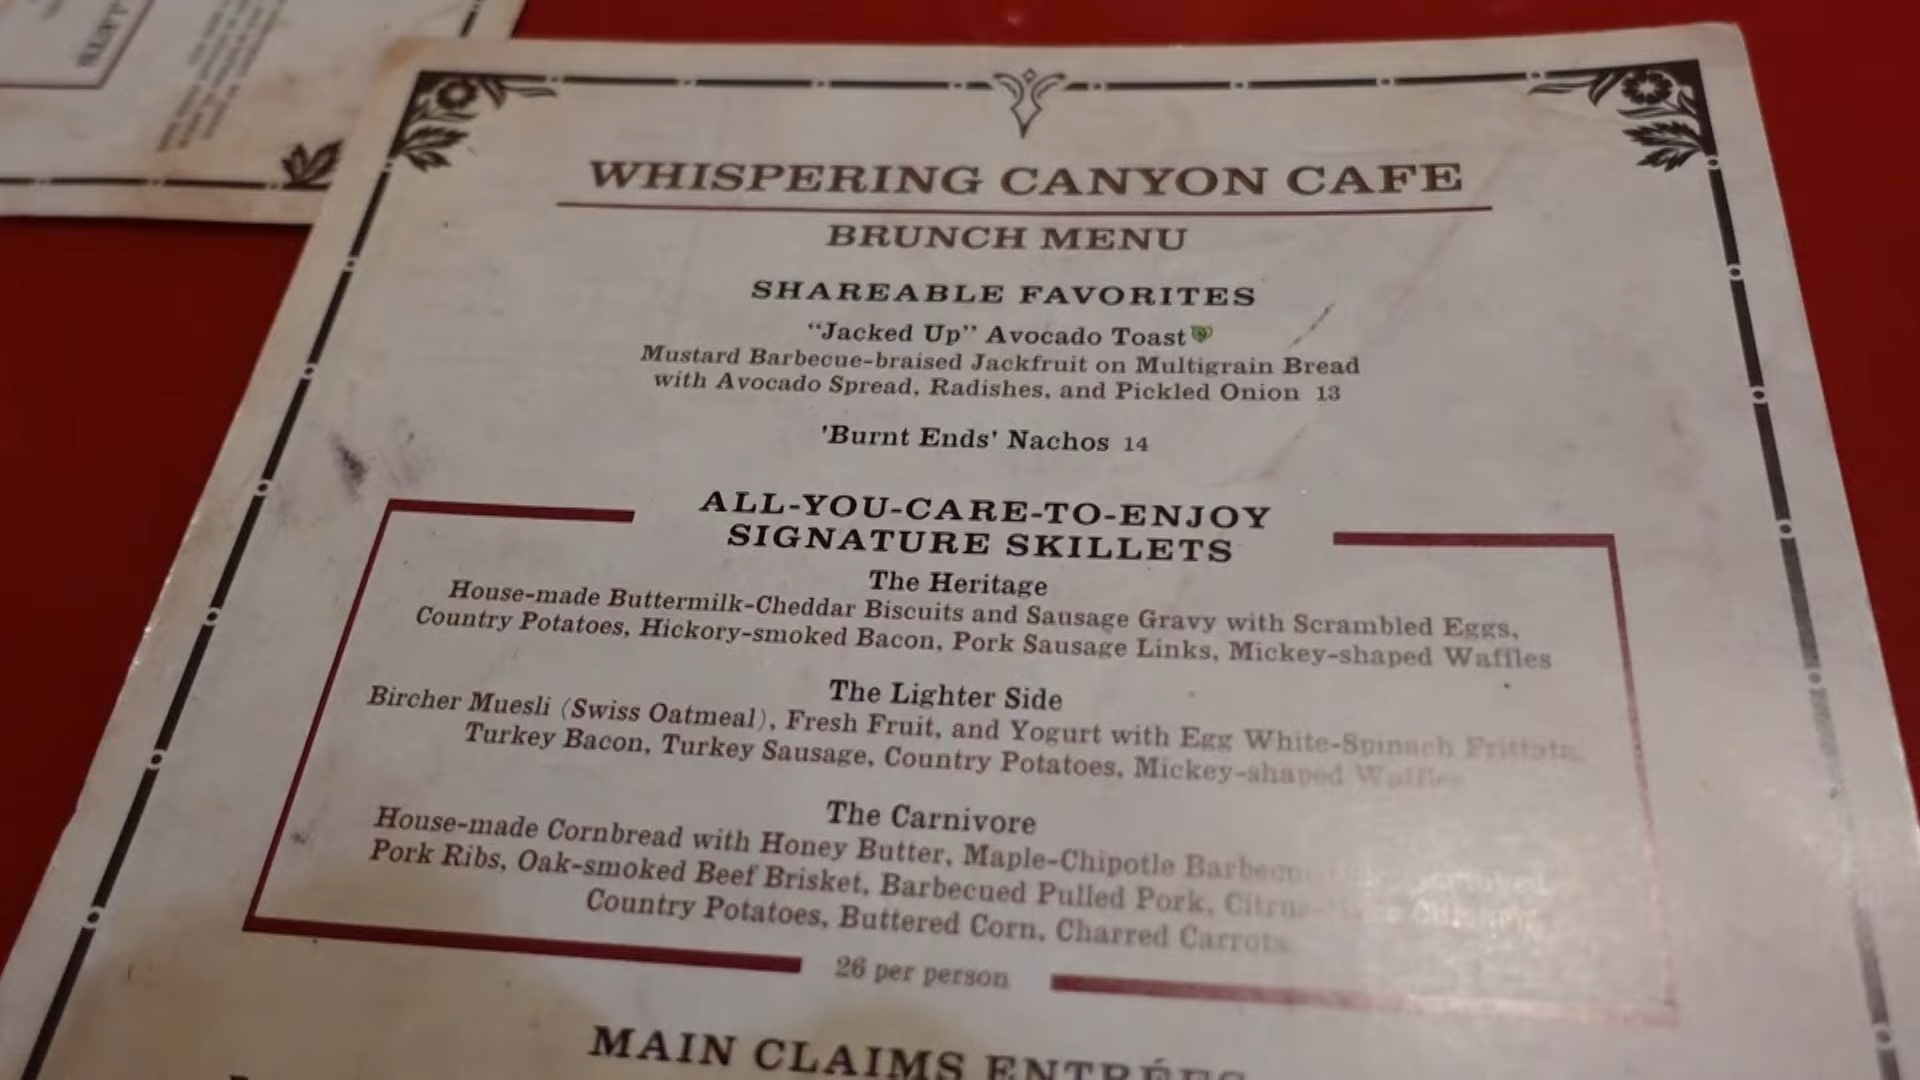 WHISPERING CANYON CAFE
BRUNCH MENU
SHAREABLE FAVORITES
“Jacked Up” Avocado Toast
Mustard Barbecue-braised Jackfruit on Multigrain Bread
with Avocado Spread, Radishes, and Pickled Onion 13
'Burnt Ends' Nachos 14
ALL-YOU-CARE-TO-ENJOY
SIGNATURE SKILLETS
The Heritage
House-made Buttermilk-Cheddar Biscuits and Sausage Gravy with Scrambled Eggs,
Country Potatoes, Hickory-smoked Bacon, Pork Sausage Links, Mickey-shaped Waffles
The Lighter Side
Bircher Muesli (Swiss Oatmeal), Fresh Fruit, and Yogurt with Egg White-Spinach Frittata,
Turkey Bacon, Turkey Sausage, Country Potatoes, Mickey-shaped Waffles
The Carnivore
House-made Cornbread with Honey Butter, Maple-Chipotle
Pork Ribs, Oak-smoked Beef Brisket, Barbecued Pulled Pork,
Country Potatoes, Buttered Corn, Charred Carrots
26 per person
MAIN CLAIMS ENTRÉES